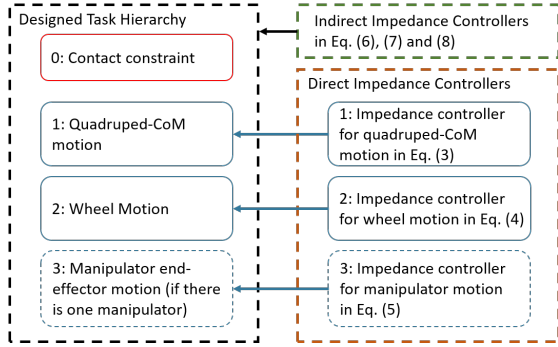 Designed Task Hierarchy
0: Contact constraint
1: Quadruped-CoM
motion
2: Wheel Motion
3: Manipulator end-
effector motion (if there
is one manipulator)
Indirect Impedance Controllers
in Eq. (6), (7) and (8)
Direct Impedance Controllers
1: Impedance controller
for quadruped-CoM
motion in Eq. (3)
2: Impedance controller
for wheel motion in Eq. (4)
3: Impedance controller
for manipulator motion
in Eq. (5)